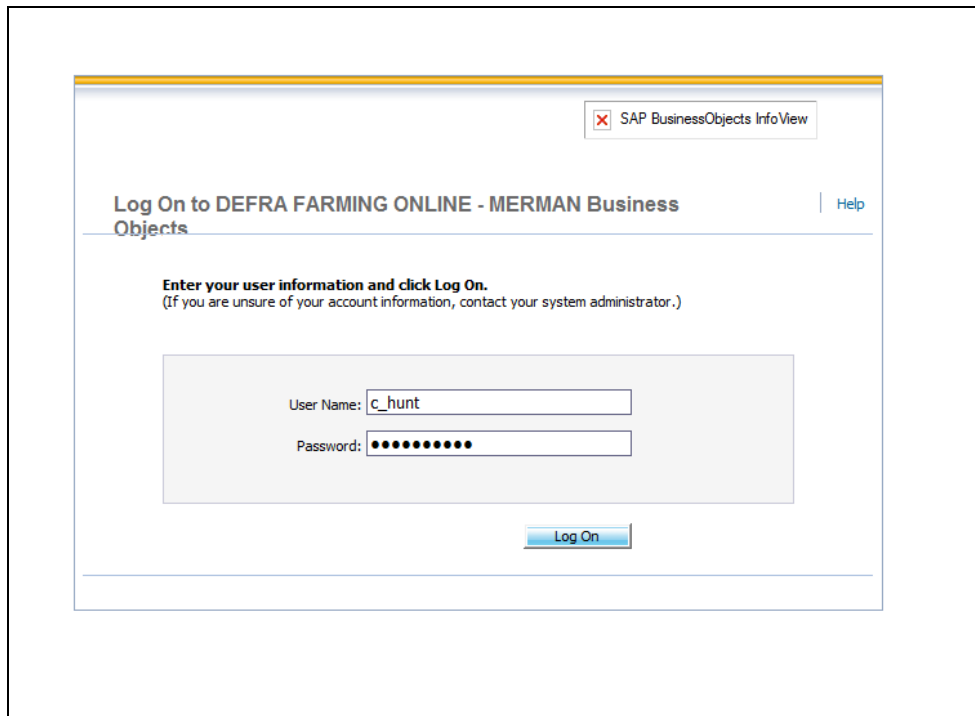 SAP BusinessObjects InfoView
Log On to DEFRA FARMING ONLINE - MERMAN Business
Objects
Help
Enter your user information and click Log On.
(If you are unsure of your account information, contact your system administrator.)
User Name: c_hunt
Password: ●●●●●●●●●●
Log On